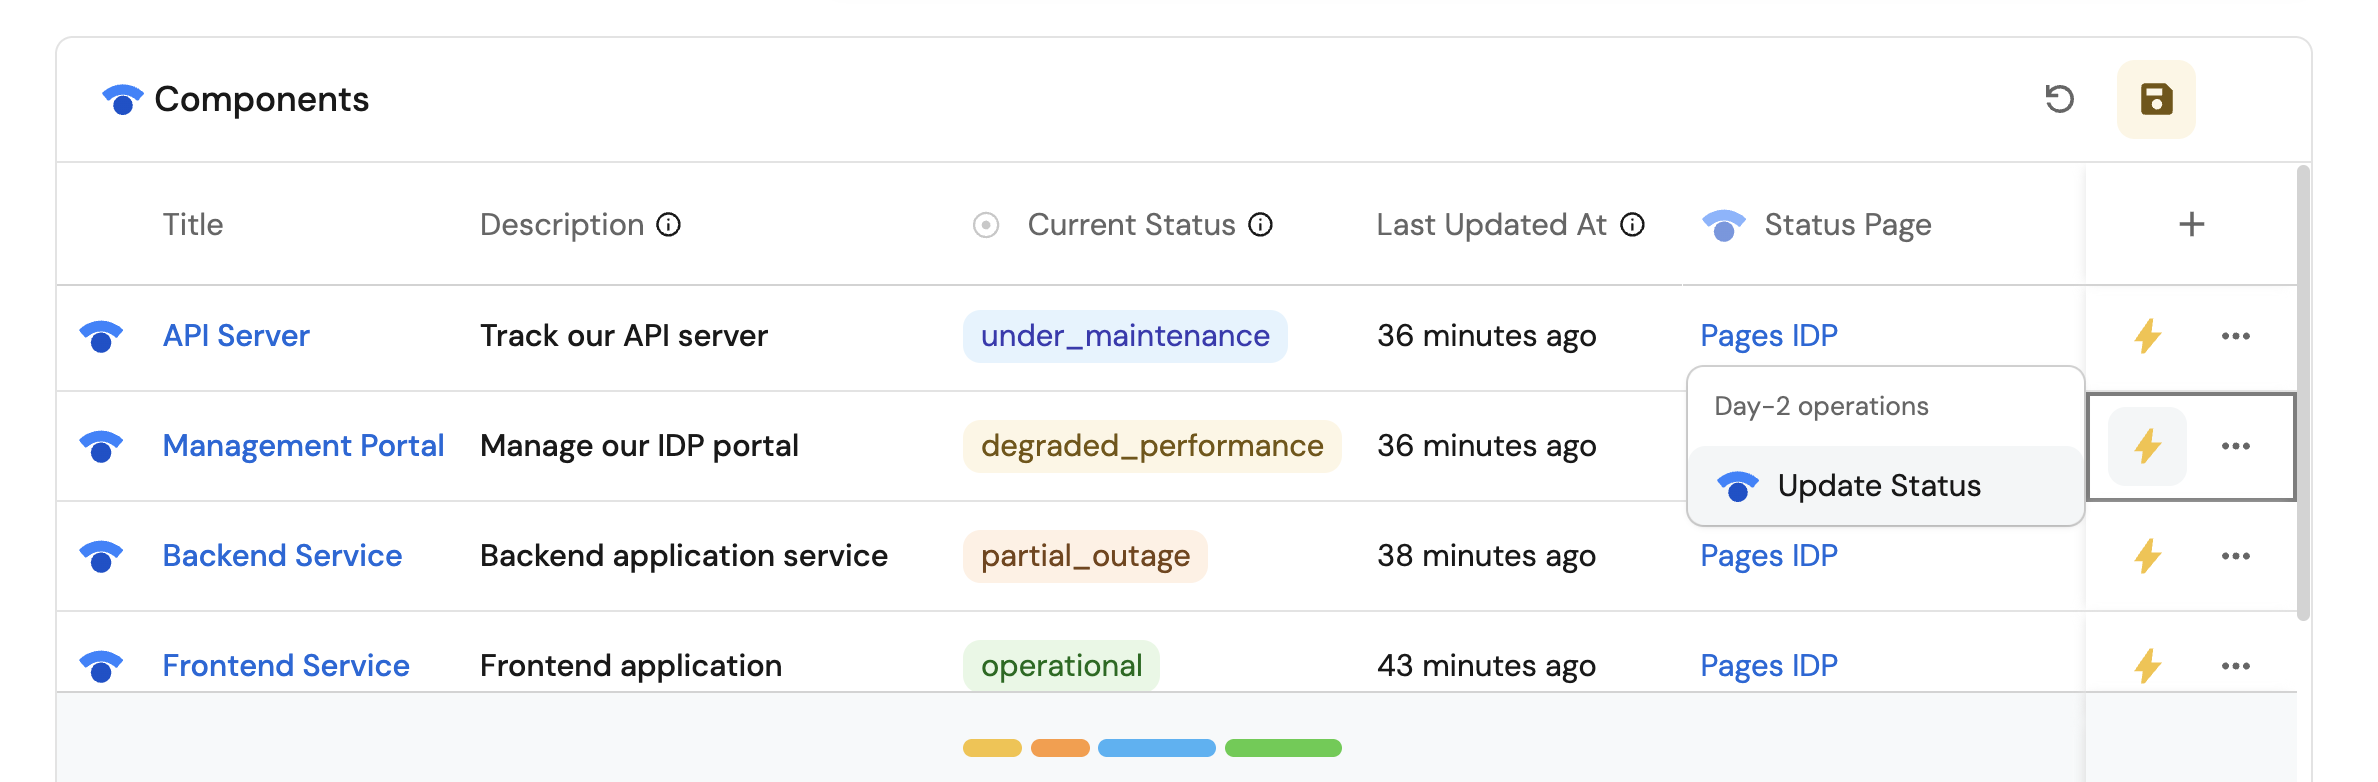 Components
Title Description Current Status Last Updated At Status Page
API Server Track our API server under_maintenance 36 minutes ago Pages IDP
Day-2 operations
Management Portal Manage our IDP portal degraded_performance 36 minutes ago
Update Status
Backend Service Backend application service partial_outage 38 minutes ago Pages IDP
Frontend Service Frontend application operational 43 minutes ago Pages IDP